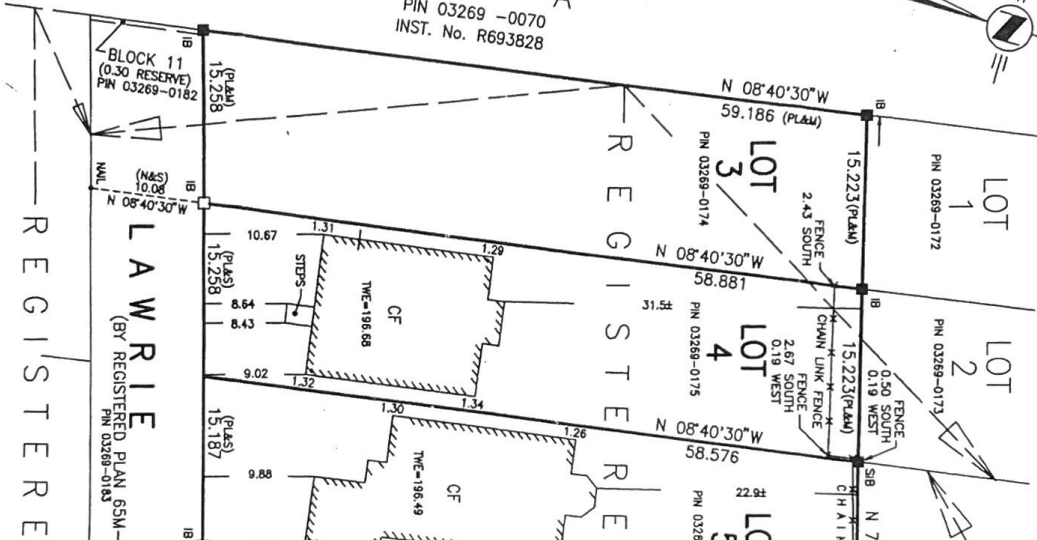 PIN 03269 -0070
INST. No. R693828
BLOCK 11
(0.30 RESERVE)
PIN 03269-0182
IB
(PL&M)
15.258
N 08°40'30"W
59.186 (PL&M)
IB
LOT
1
PIN 03269-0172
LOT
3
PIN 03269-0174
15.223(PL&M)
FENCE
2.43 SOUTH
NAIL
(N&S)
10.08
N 08°40'30"W
IB
N 08°40'30"W
58.881
IB
LOT
2
PIN 03269-0173
10.67
1.31
1.29
(PL&S)
15.258
STEPS
8.64
8.43
CF
TWE=196.68
31.5±
LOT
4
PIN 03269-0175
CHAIN LINK FENCE
FENCE
2.67 SOUTH
0.19 WEST
15.223(PL&M)
FENCE
0.50 SOUTH
0.19 WEST
9.02
1.32
1.34
N 08°40'30"W
58.576
SIB
1.30
1.26
(PL&S)
15.187
9.88
CF
TWE=196.49
22.9±
LO
5
PIN 0326
CHAI
N 7
IB
LAWRIE
(BY REGISTERED PLAN 65M-
PIN 03269-0183
REGISTERE
REGISTERE